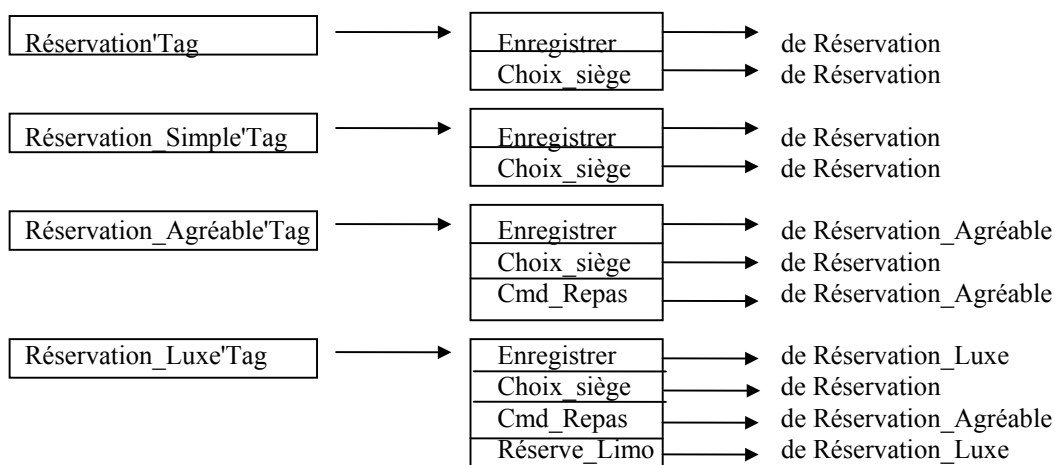 Réservation'Tag Enregistrer de Réservation
Choix_siège de Réservation
Réservation_Simple'Tag Enregistrer de Réservation
Choix_siège de Réservation
Réservation_Agréable'Tag Enregistrer de Réservation_Agréable
Choix_siège de Réservation
Cmd_Repas de Réservation_Agréable
Réservation_Luxe'Tag Enregistrer de Réservation_Luxe
Choix_siège de Réservation
Cmd_Repas de Réservation_Agréable
Réserve_Limo de Réservation_Luxe